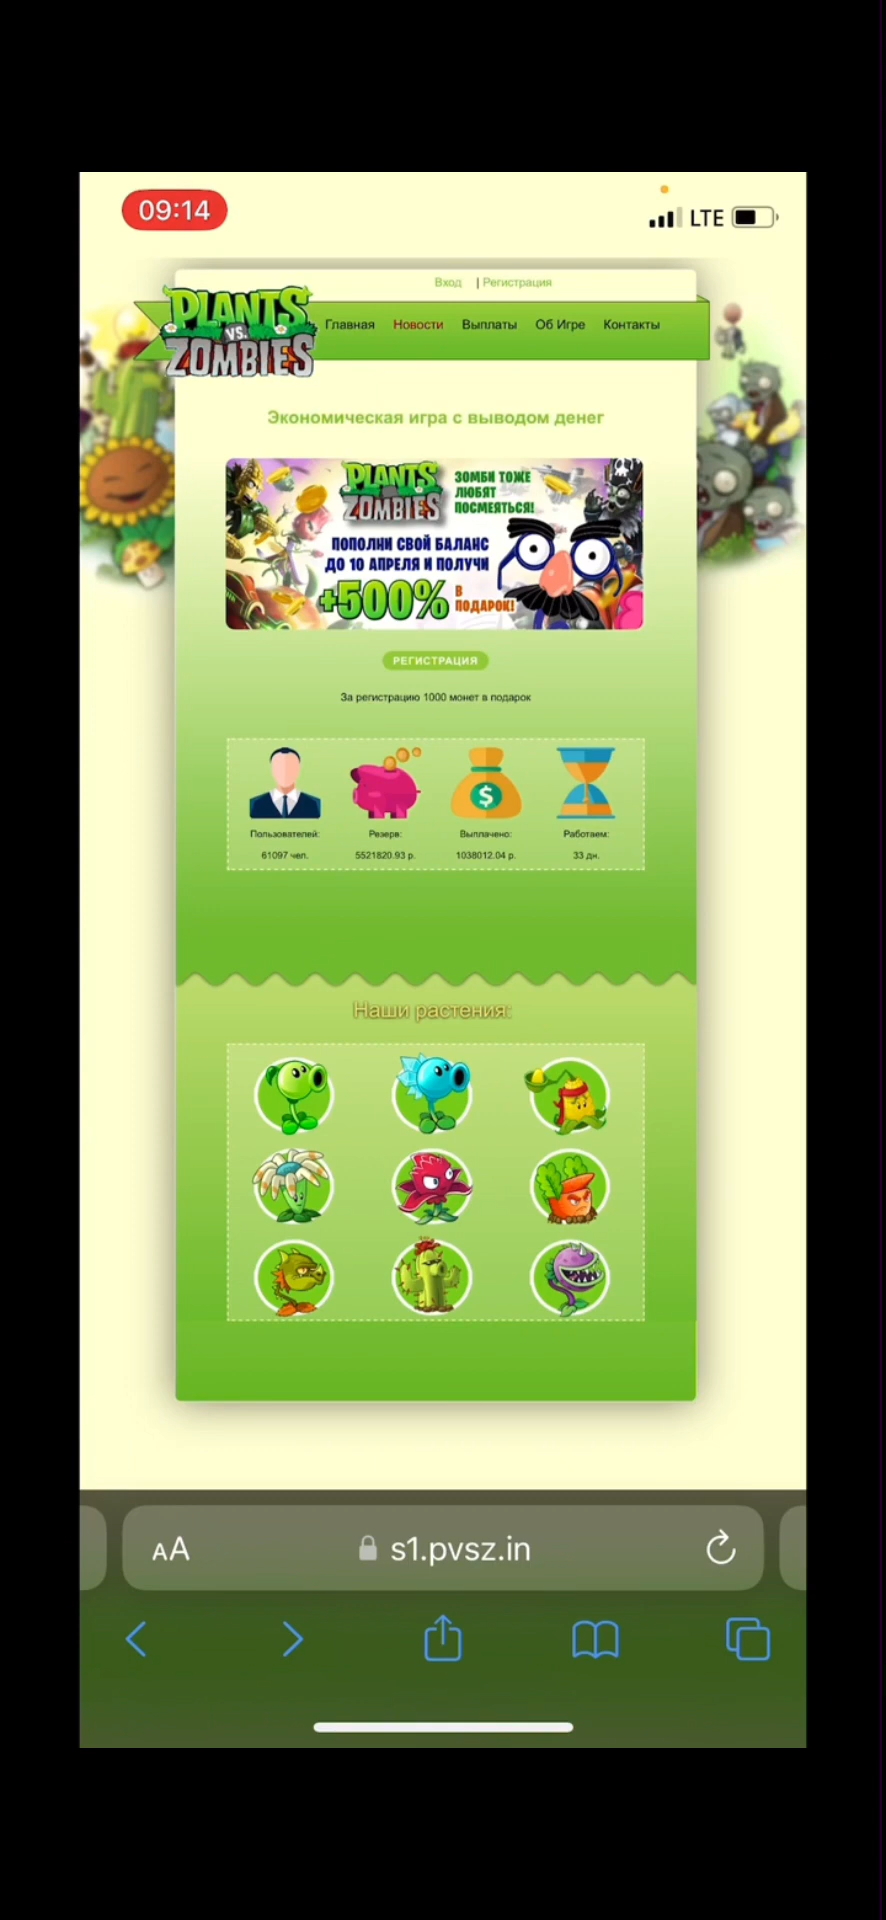 09:14
LTE
Вход | Регистрация
PLANTS
VS.
ZOMBIES
Главная Новости Выплаты Об Игре Контакты
Экономическая игра с выводом денег
PLANTS
ZOMBIES
ЗОМБИ ТОЖЕ
ЛЮБЯТ
ПОСМЕЯТЬСЯ!
ПОПОЛНИ СВОЙ БАЛАНС
ДО 10 АПРЕЛЯ И ПОЛУЧИ
+500%
В
ПОДАРОК!
РЕГИСТРАЦИЯ
За регистрацию 1000 монет в подарок
Пользователей: Резерв: Выплачено: Работаем:
61097 чел. 5521820.93 р. 1038012.04 р. 33 дн.
Наши растения:
AA s1.pvsz.in